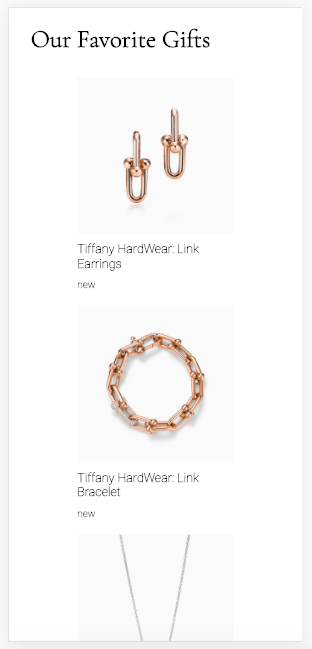 Our Favorite Gifts
Tiffany HardWear: Link
Earrings
new
Tiffany HardWear: Link
Bracelet
new